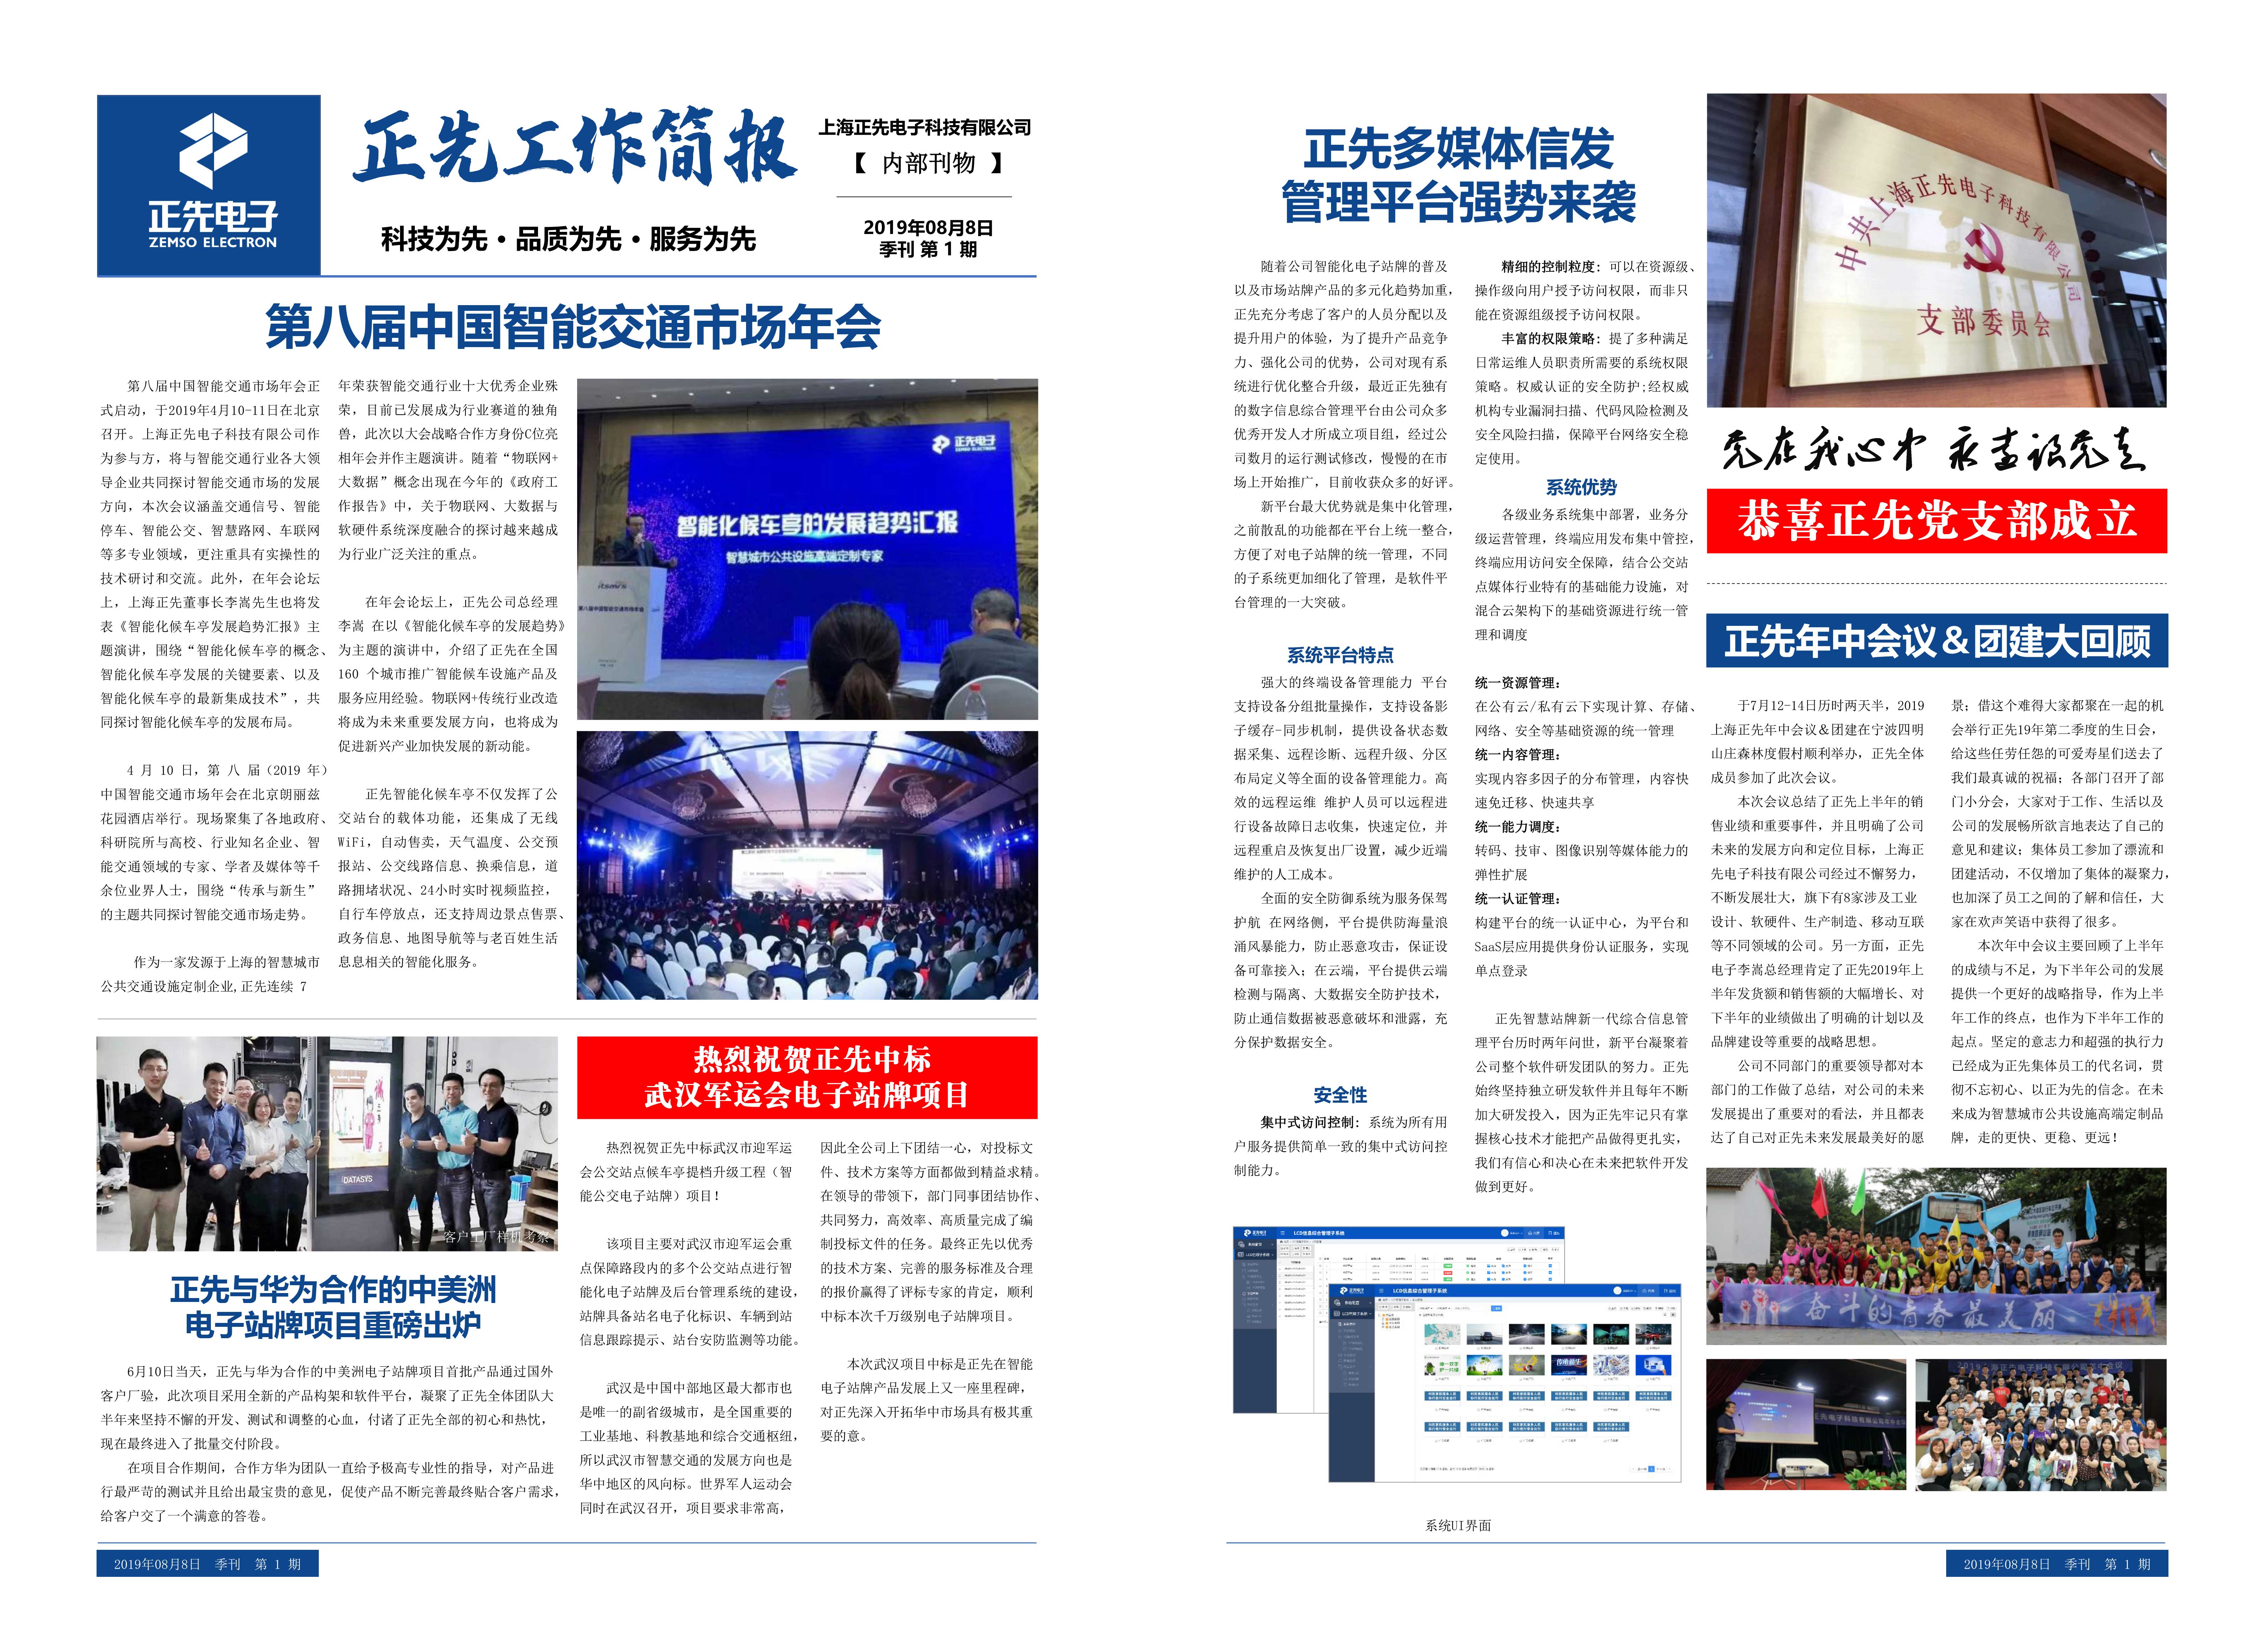 正先电子
ZEMSO ELECTRON
正先工作简报
科技为先·品质为先·服务为先
上海正先电子科技有限公司
【 内部刊物 】
2019年08月8日
季刊 第 1 期
第八届中国智能交通市场年会
第八届中国智能交通市场年会正
式启动，于2019年4月10-11日在北京
召开。上海正先电子科技有限公司作
为参与方，将与智能交通行业各大领
导企业共同探讨智能交通市场的发展
方向，本次会议涵盖交通信号、智能
停车、智能公交、智慧路网、车联网
等多专业领域，更注重具有实操性的
技术研讨和交流。此外，在年会论坛
上，上海正先董事长李嵩先生也将发
表《智能化候车亭发展趋势汇报》主
题演讲，围绕“智能化候车亭的概念、
智能化候车亭发展的关键要素、以及
智能化候车亭的最新集成技术”，共
同探讨智能化候车亭的发展布局。
4 月 10 日，第 八 届（2019 年）
中国智能交通市场年会在北京朗丽兹
花园酒店举行。现场聚集了各地政府、
科研院所与高校、行业知名企业、智
能交通领域的专家、学者及媒体等千
余位业界人士，围绕“传承与新生”
的主题共同探讨智能交通市场走势。
作为一家发源于上海的智慧城市
公共交通设施定制企业,正先连续 7
年荣获智能交通行业十大优秀企业殊
荣，目前已发展成为行业赛道的独角
兽，此次以大会战略合作方身份C位亮
相年会并作主题演讲。随着“物联网+
大数据”概念出现在今年的《政府工
作报告》中，关于物联网、大数据与
软硬件系统深度融合的探讨越来越成
为行业广泛关注的重点。
在年会论坛上，正先公司总经理
李嵩 在以《智能化候车亭的发展趋势》
为主题的演讲中，介绍了正先在全国
160 个城市推广智能候车设施产品及
服务应用经验。物联网+传统行业改造
将成为未来重要发展方向，也将成为
促进新兴产业加快发展的新动能。
正先智能化候车亭不仅发挥了公
交站台的载体功能，还集成了无线
WiFi，自动售卖，天气温度、公交预
报站、公交线路信息、换乘信息，道
路拥堵状况、24小时实时视频监控，
自行车停放点，还支持周边景点售票、
政务信息、地图导航等与老百姓生活
息息相关的智能化服务。
正先电子
ZEMSO ELECTRON
智能化候车亭的发展趋势汇报
智慧城市公共设施高端定制专家
itsmrs
第八届中国智能交通市场年会
DATASYS
客户工厂样机考察
正先与华为合作的中美洲
电子站牌项目重磅出炉
6月10日当天，正先与华为合作的中美洲电子站牌项目首批产品通过国外
客户厂验，此次项目采用全新的产品构架和软件平台，凝聚了正先全体团队大
半年来坚持不懈的开发、测试和调整的心血，付诸了正先全部的初心和热忱，
现在最终进入了批量交付阶段。
在项目合作期间，合作方华为团队一直给予极高专业性的指导，对产品进
行最严苛的测试并且给出最宝贵的意见，促使产品不断完善最终贴合客户需求，
给客户交了一个满意的答卷。
热烈祝贺正先中标
武汉军运会电子站牌项目
热烈祝贺正先中标武汉市迎军运
会公交站点候车亭提档升级工程（智
能公交电子站牌）项目！
该项目主要对武汉市迎军运会重
点保障路段内的多个公交站点进行智
能化电子站牌及后台管理系统的建设，
站牌具备站名电子化标识、车辆到站
信息跟踪提示、站台安防监测等功能。
武汉是中国中部地区最大都市也
是唯一的副省级城市，是全国重要的
工业基地、科教基地和综合交通枢纽，
所以武汉市智慧交通的发展方向也是
华中地区的风向标。世界军人运动会
同时在武汉召开，项目要求非常高，
因此全公司上下团结一心，对投标文
件、技术方案等方面都做到精益求精。
在领导的带领下，部门同事团结协作、
共同努力，高效率、高质量完成了编
制投标文件的任务。最终正先以优秀
的技术方案、完善的服务标准及合理
的报价赢得了评标专家的肯定，顺利
中标本次千万级别电子站牌项目。
本次武汉项目中标是正先在智能
电子站牌产品发展上又一座里程碑，
对正先深入开拓华中市场具有极其重
要的意。
2019年08月8日 季刊 第 1 期
正先多媒体信发
管理平台强势来袭
随着公司智能化电子站牌的普及
以及市场站牌产品的多元化趋势加重，
正先充分考虑了客户的人员分配以及
提升用户的体验，为了提升产品竞争
力、强化公司的优势，公司对现有系
统进行优化整合升级，最近正先独有
的数字信息综合管理平台由公司众多
优秀开发人才所成立项目组，经过公
司数月的运行测试修改，慢慢的在市
场上开始推广，目前收获众多的好评。
新平台最大优势就是集中化管理，
之前散乱的功能都在平台上统一整合，
方便了对电子站牌的统一管理，不同
的子系统更加细化了管理，是软件平
台管理的一大突破。
系统平台特点
强大的终端设备管理能力 平台
支持设备分组批量操作，支持设备影
子缓存-同步机制，提供设备状态数
据采集、远程诊断、远程升级、分区
布局定义等全面的设备管理能力。高
效的远程运维 维护人员可以远程进
行设备故障日志收集，快速定位，并
远程重启及恢复出厂设置，减少近端
维护的人工成本。
全面的安全防御系统为服务保驾
护航 在网络侧，平台提供防海量浪
涌风暴能力，防止恶意攻击，保证设
备可靠接入；在云端，平台提供云端
检测与隔离、大数据安全防护技术，
防止通信数据被恶意破坏和泄露，充
分保护数据安全。
安全性
集中式访问控制：系统为所有用
户服务提供简单一致的集中式访问控
制能力。
精细的控制粒度：可以在资源级、
操作级向用户授予访问权限，而非只
能在资源组级授予访问权限。
丰富的权限策略：提了多种满足
日常运维人员职责所需要的系统权限
策略。权威认证的安全防护;经权威
机构专业漏洞扫描、代码风险检测及
安全风险扫描，保障平台网络安全稳
定使用。
系统优势
各级业务系统集中部署，业务分
级运营管理，终端应用发布集中管控，
终端应用访问安全保障，结合公交站
点媒体行业特有的基础能力设施，对
混合云架构下的基础资源进行统一管
理和调度
统一资源管理：
在公有云/私有云下实现计算、存储、
网络、安全等基础资源的统一管理
统一内容管理：
实现内容多因子的分布管理，内容快
速免迁移、快速共享
统一能力调度：
转码、技审、图像识别等媒体能力的
弹性扩展
统一认证管理：
构建平台的统一认证中心，为平台和
SaaS层应用提供身份认证服务，实现
单点登录
正先智慧站牌新一代综合信息管
理平台历时两年问世，新平台凝聚着
公司整个软件研发团队的努力。正先
始终坚持独立研发软件并且每年不断
加大研发投入，因为正先牢记只有掌
握核心技术才能把产品做得更扎实，
我们有信心和决心在未来把软件开发
做到更好。
正先电子
LCD信息综合管理子系统
正先电子
LCD信息综合管理子系统
系统UI界面
中共上海正先电子科技有限公司
支部委员会
党在我心中 永远跟党走
恭喜正先党支部成立
正先年中会议＆团建大回顾
于7月12-14日历时两天半，2019
上海正先年中会议＆团建在宁波四明
山庄森林度假村顺利举办，正先全体
成员参加了此次会议。
本次会议总结了正先上半年的销
售业绩和重要事件，并且明确了公司
未来的发展方向和定位目标，上海正
先电子科技有限公司经过不懈努力，
不断发展壮大，旗下有8家涉及工业
设计、软硬件、生产制造、移动互联
等不同领域的公司。另一方面，正先
电子李嵩总经理肯定了正先2019年上
半年发货额和销售额的大幅增长、对
下半年的业绩做出了明确的计划以及
品牌建设等重要的战略思想。
公司不同部门的重要领导都对本
部门的工作做了总结，对公司的未来
发展提出了重要对的看法，并且都表
达了自己对正先未来发展最美好的愿
景；借这个难得大家都聚在一起的机
会举行正先19年第二季度的生日会，
给这些任劳任怨的可爱寿星们送去了
我们最真诚的祝福；各部门召开了部
门小分会，大家对于工作、生活以及
公司的发展畅所欲言地表达了自己的
意见和建议；集体员工参加了漂流和
团建活动，不仅增加了集体的凝聚力，
也加深了员工之间的了解和信任，大
家在欢声笑语中获得了很多。
本次年中会议主要回顾了上半年
的成绩与不足，为下半年公司的发展
提供一个更好的战略指导，作为上半
年工作的终点，也作为下半年工作的
起点。坚定的意志力和超强的执行力
已经成为正先集体员工的代名词，贯
彻不忘初心、以正为先的信念。在未
来成为智慧城市公共设施高端定制品
牌，走的更快、更稳、更远！
奋斗的青春最美丽
2019年08月8日 季刊 第 1 期